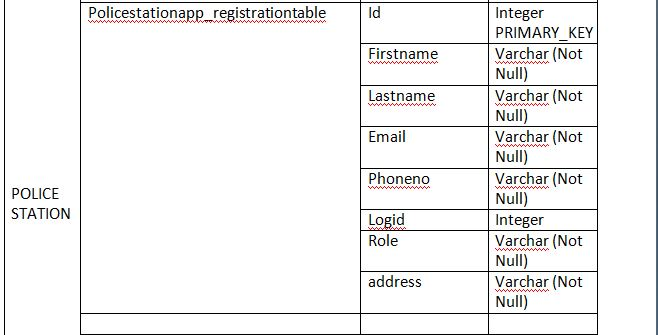 Policestationapp_registrationtable Id Integer
PRIMARY_KEY
Firstname Varchar (Not
Null)
Lastname Varchar (Not
Null)
Email Varchar (Not
Null)
Phoneno Varchar (Not
Null)
POLICE
STATION
Logid Integer
Role Varchar (Not
Null)
address Varchar (Not
Null)